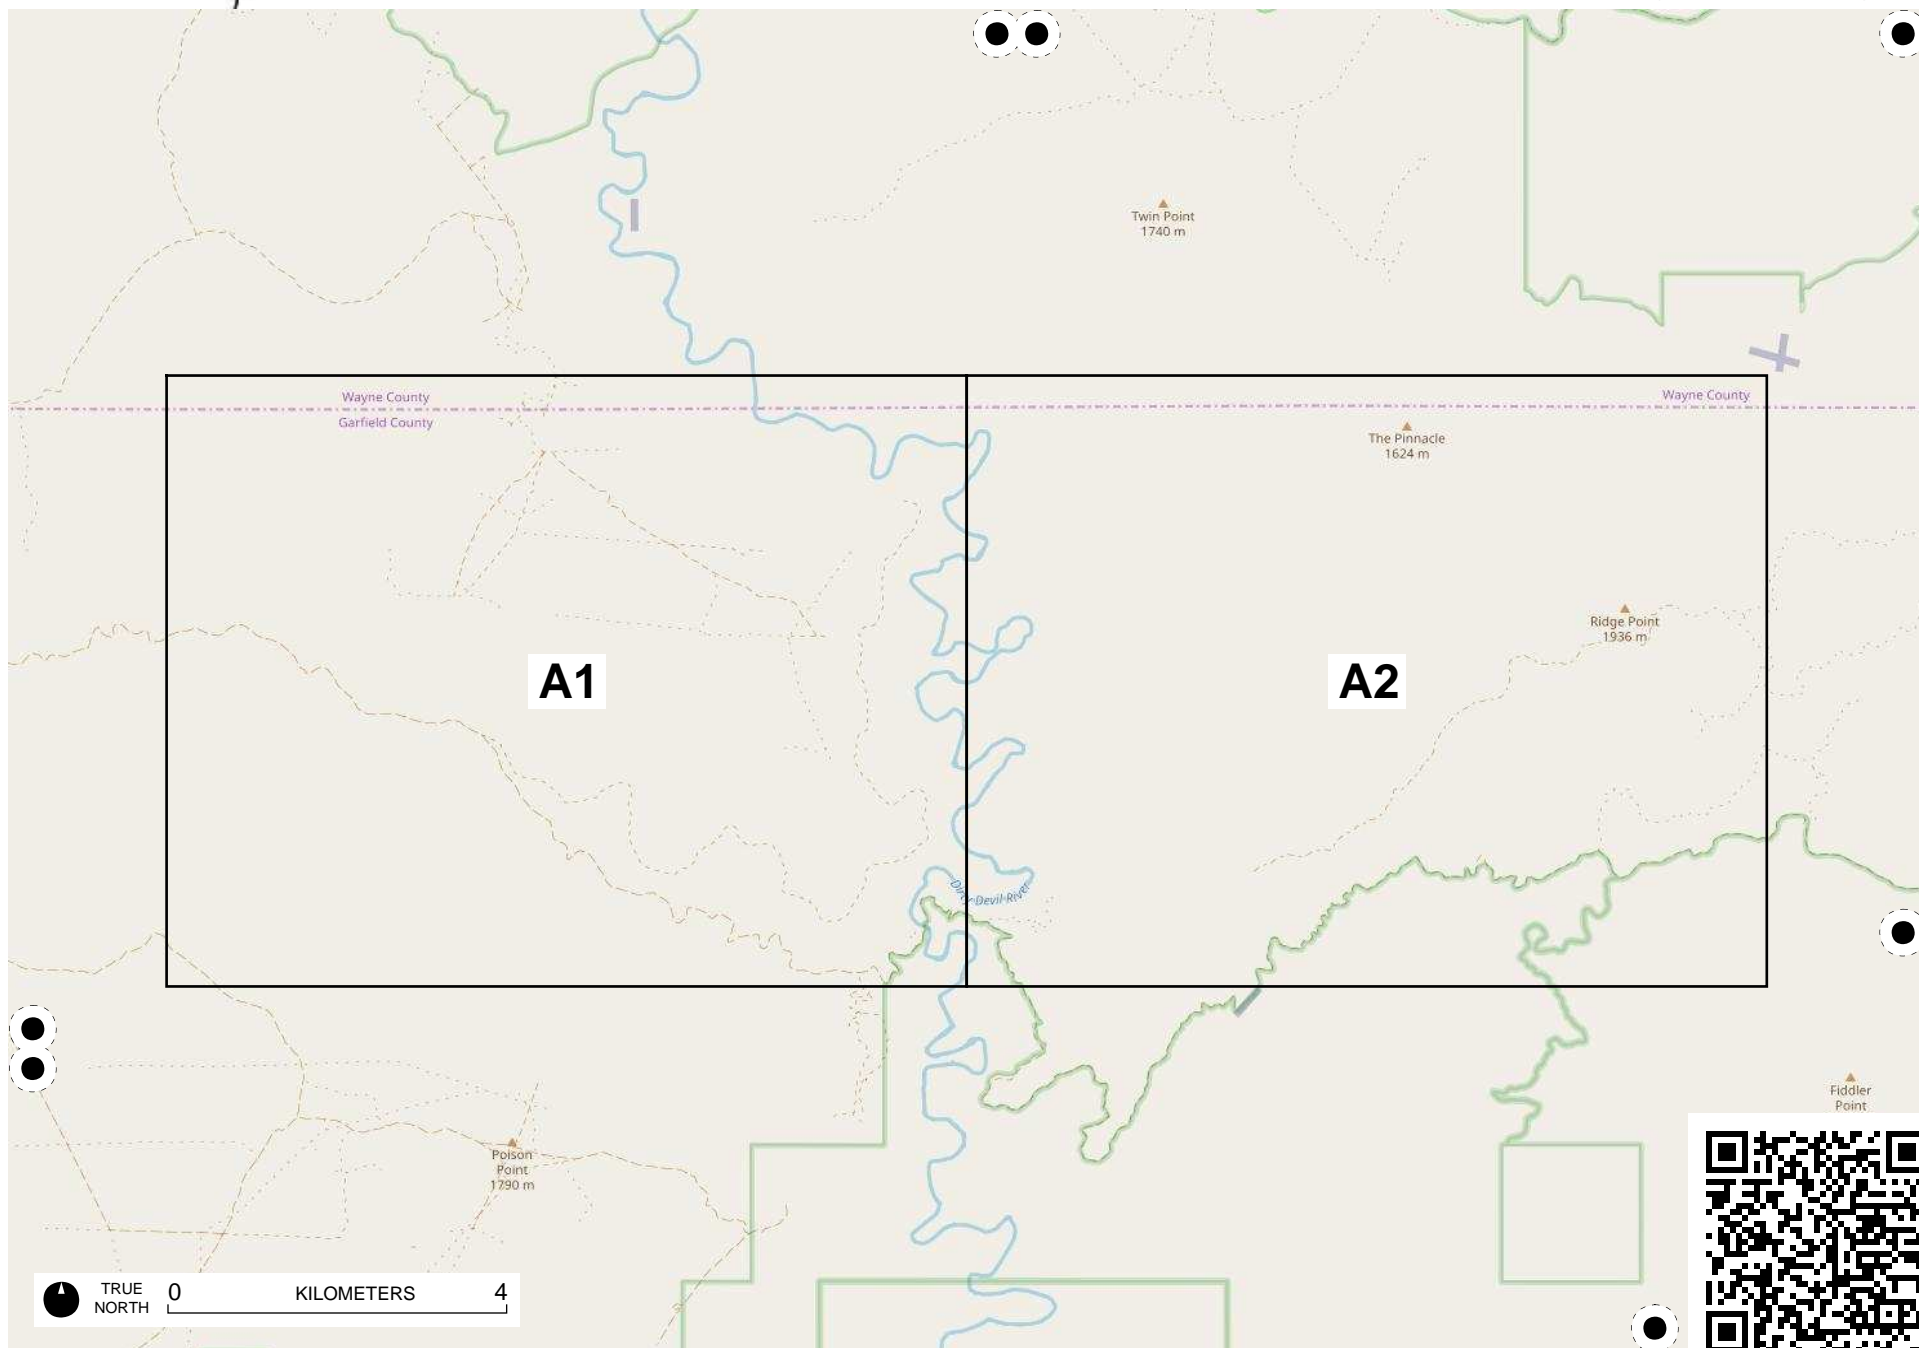 Twin Point
1740 m
Wayne County
Wayne County
Garfield County
The Pinnacle
1624 m
Ridge Point
1936 m
A1
A2
Dirty Devil River
Fiddler
Point
Poison
Point
1790 m
TRUE
NORTH
0 KILOMETERS 4